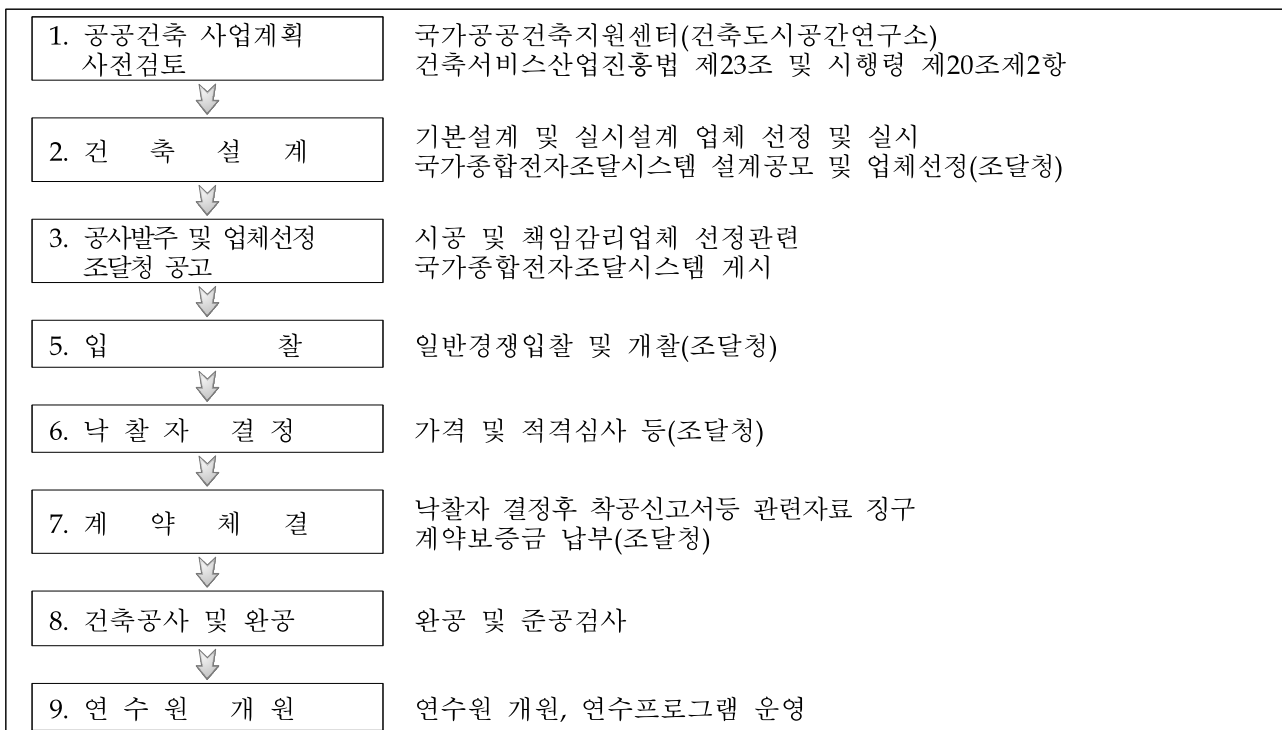 1. 공공건축 사업계획
사전검토
국가공공건축지원센터(건축도시공간연구소)
건축서비스산업진흥법 제23조 및 시행령 제20조제2항
2. 건 축 설 계
기본설계 및 실시설계 업체 선정 및 실시
국가종합전자조달시스템 설계공모 및 업체선정(조달청)
3. 공사발주 및 업체선정
조달청 공고
시공 및 책임감리업체 선정관련
국가종합전자조달시스템 게시
5. 입 찰
일반경쟁입찰 및 개찰(조달청)
6. 낙 찰 자 결 정
가격 및 적격심사 등(조달청)
7. 계 약 체 결
낙찰자 결정후 착공신고서등 관련자료 징구
계약보증금 납부(조달청)
8. 건축공사 및 완공
완공 및 준공검사
9. 연 수 원 개 원
연수원 개원, 연수프로그램 운영